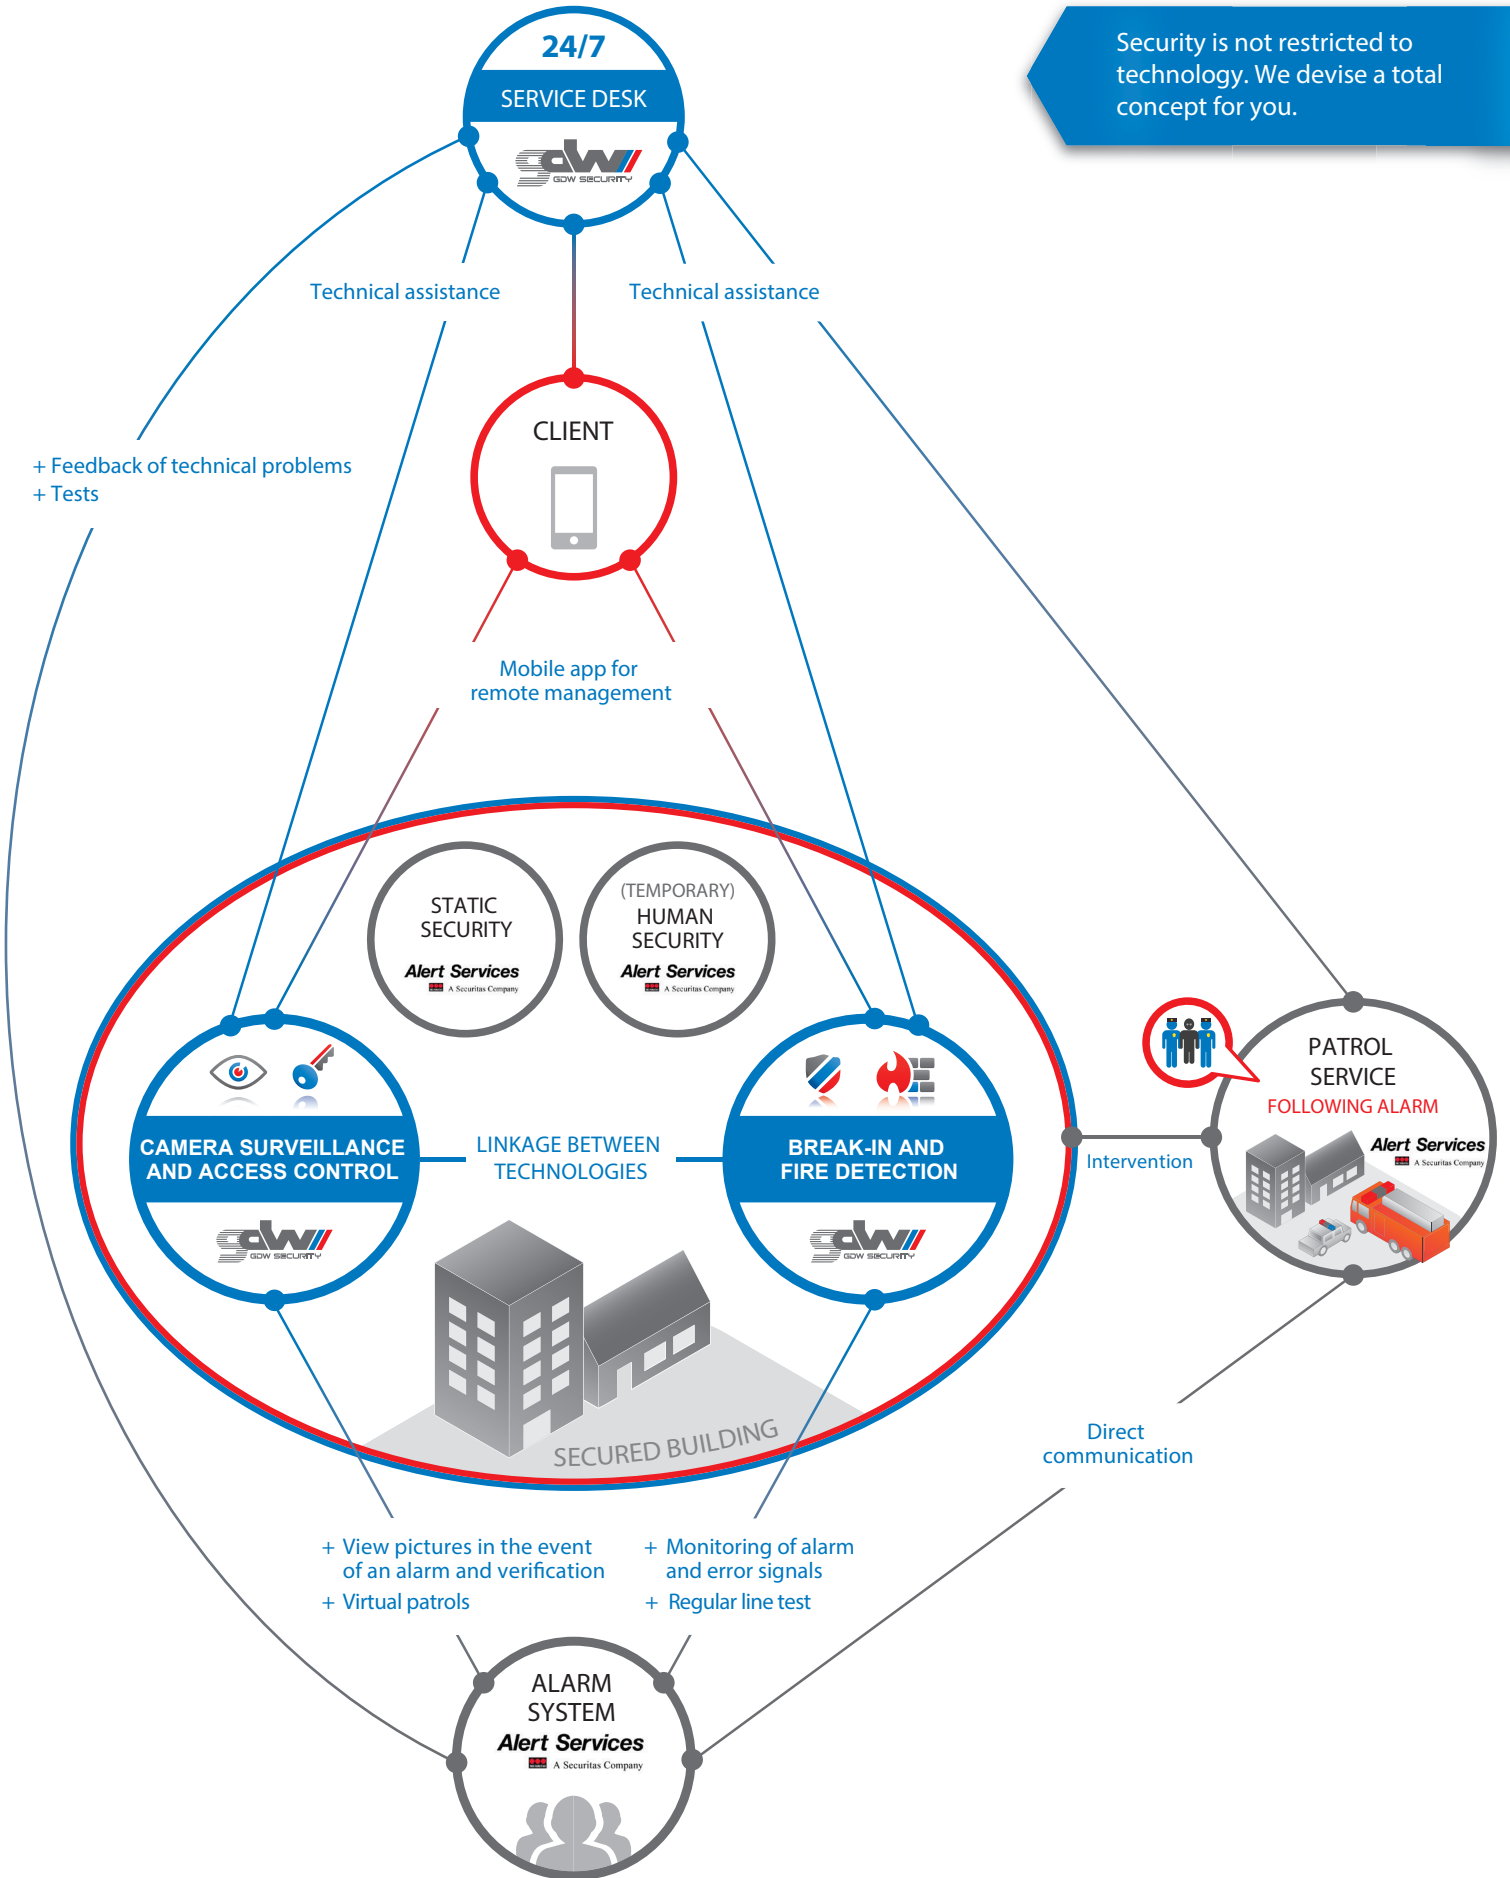 24/7
SERVICE DESK
gdw
GDW SECURITY
Security is not restricted to
technology. We devise a total
concept for you.
Technical assistance
Technical assistance
CLIENT
+ Feedback of technical problems
+ Tests
Mobile app for
remote management
STATIC
SECURITY
Alert Services
A Securitas Company
(TEMPORARY)
HUMAN
SECURITY
Alert Services
A Securitas Company
CAMERA SURVEILLANCE
AND ACCESS CONTROL
gdw
GDW SECURITY
LINKAGE BETWEEN
TECHNOLOGIES
BREAK-IN AND
FIRE DETECTION
gdw
GDW SECURITY
Intervention
PATROL
SERVICE
FOLLOWING ALARM
Alert Services
A Securitas Company
SECURED BUILDING
Direct
communication
+ View pictures in the event
of an alarm and verification
+ Virtual patrols
+ Monitoring of alarm
and error signals
+ Regular line test
ALARM
SYSTEM
Alert Services
A Securitas Company